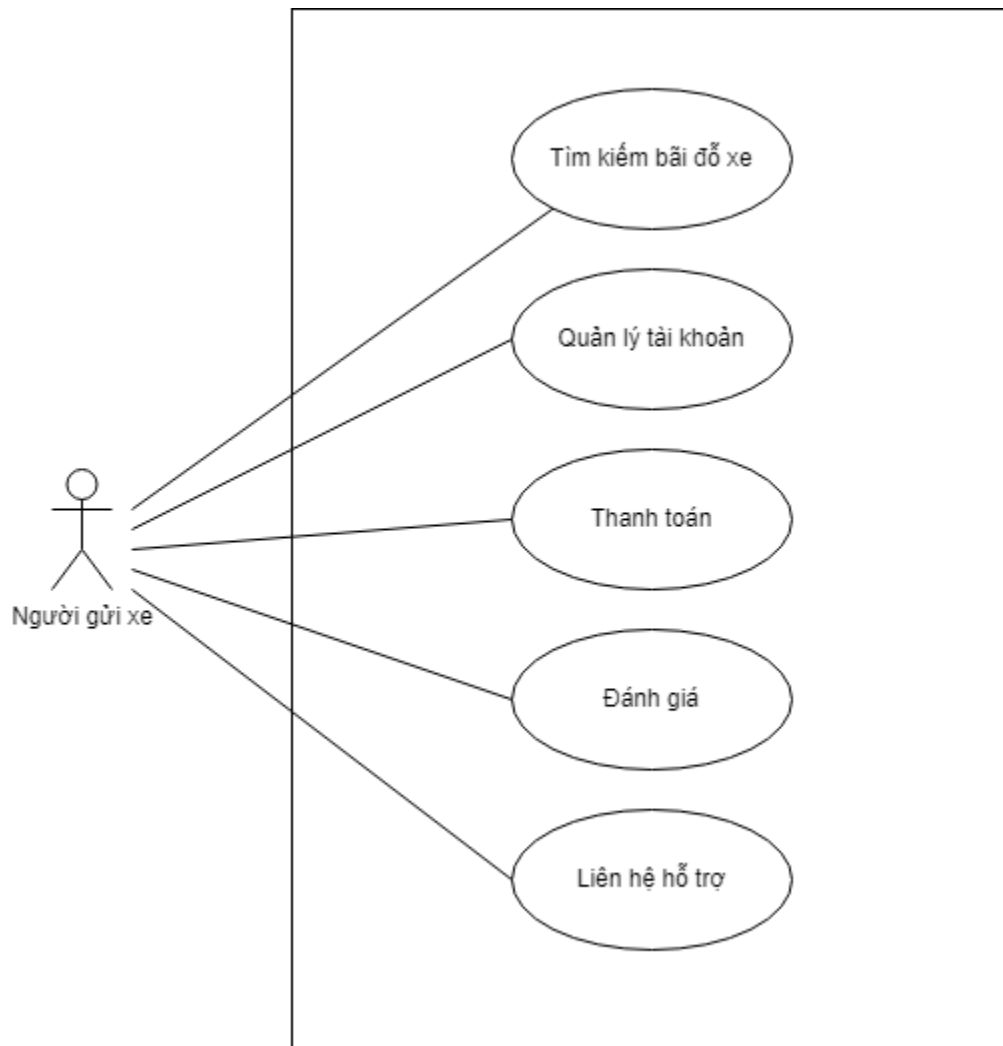 Tìm kiếm bãi đỗ xe
Quản lý tài khoản
Thanh toán
Người gửi xe
Đánh giá
Liên hệ hỗ trợ